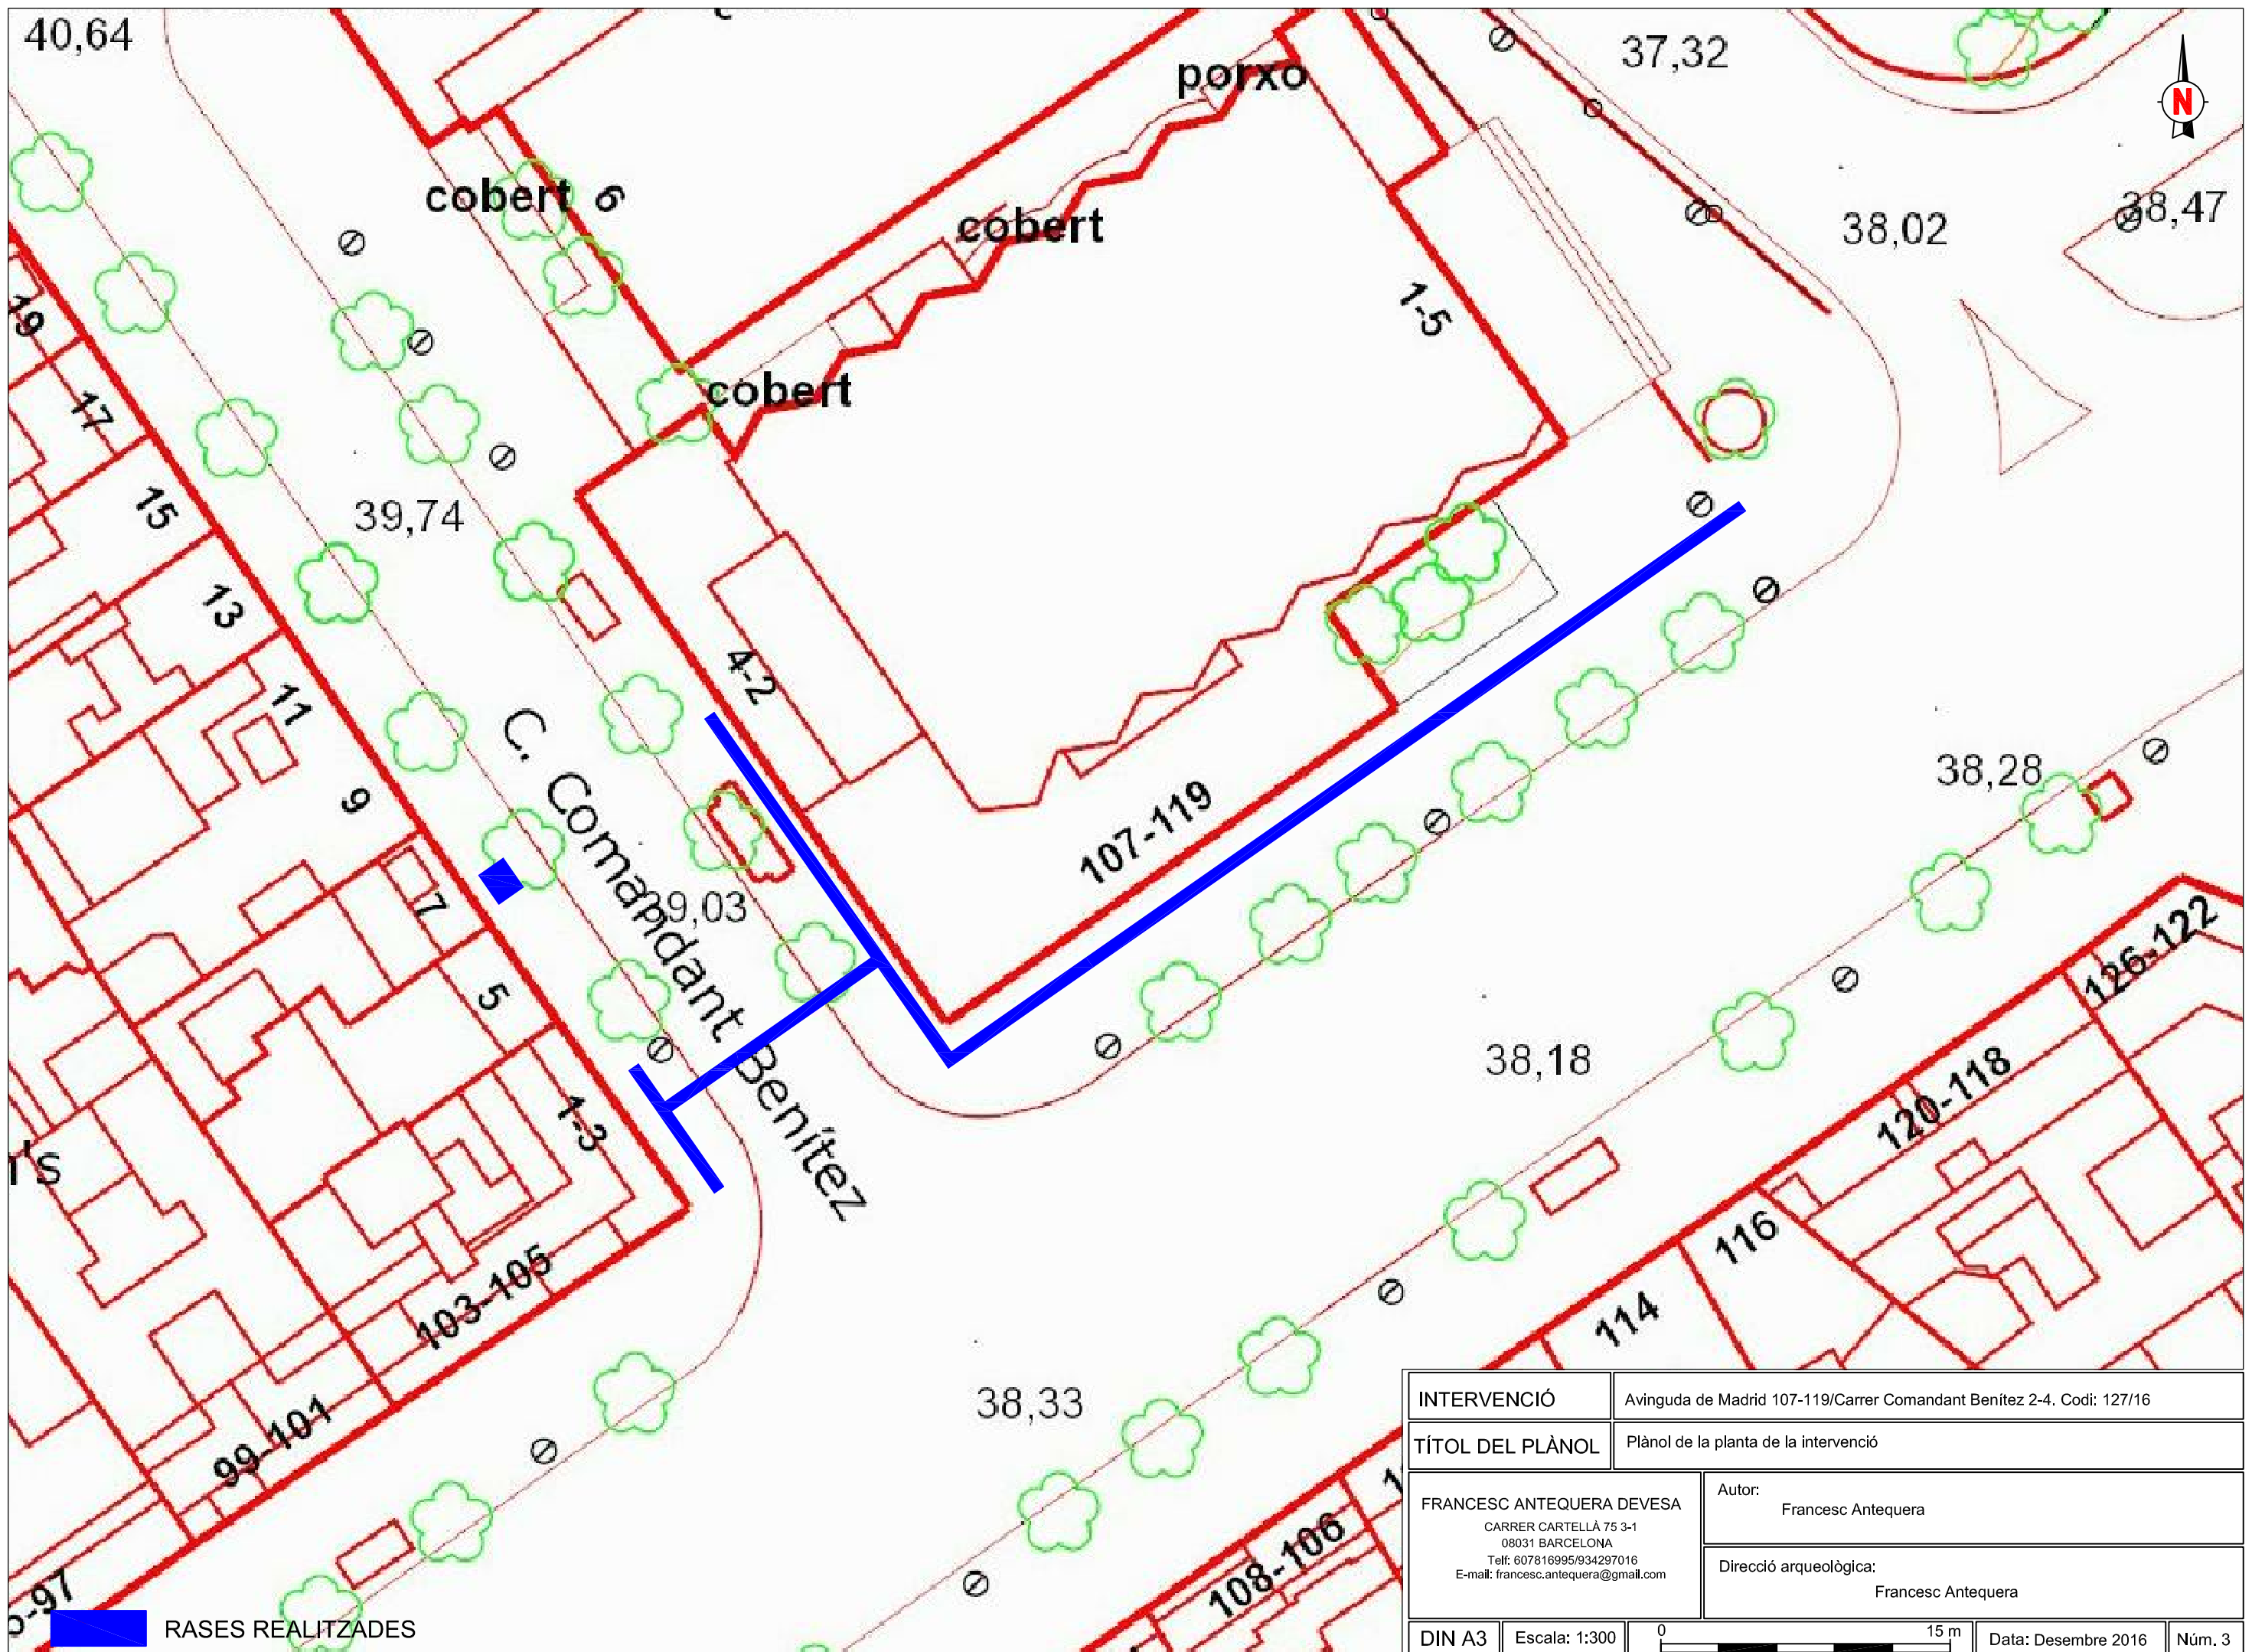 40,64
porxo
37,32
N
cobert
6
cobert
38,02
38,47
1-5
19
17
cobert
15
39,74
13
4-2
11
9
C. Comandant Benítez
107-119
38,28
7
9,03
5
126-122
1-3
38,18
120-118
116
114
103-105
38,33
99-101
108-106
-97
RASES REALITZADES
INTERVENCIÓ
Avinguda de Madrid 107-119/Carrer Comandant Benítez 2-4. Codi: 127/16
TÍTOL DEL PLÀNOL
Plànol de la planta de la intervenció
FRANCESC ANTEQUERA DEVESA
CARRER CARTELLÀ 75 3-1
08031 BARCELONA
Telf: 607816995/934297016
E-mail: francesc.antequera@gmail.com
Autor:
Francesc Antequera
Direcció arqueològica:
Francesc Antequera
DIN A3
Escala: 1:300
0
15 m
Data: Desembre 2016
Núm. 3